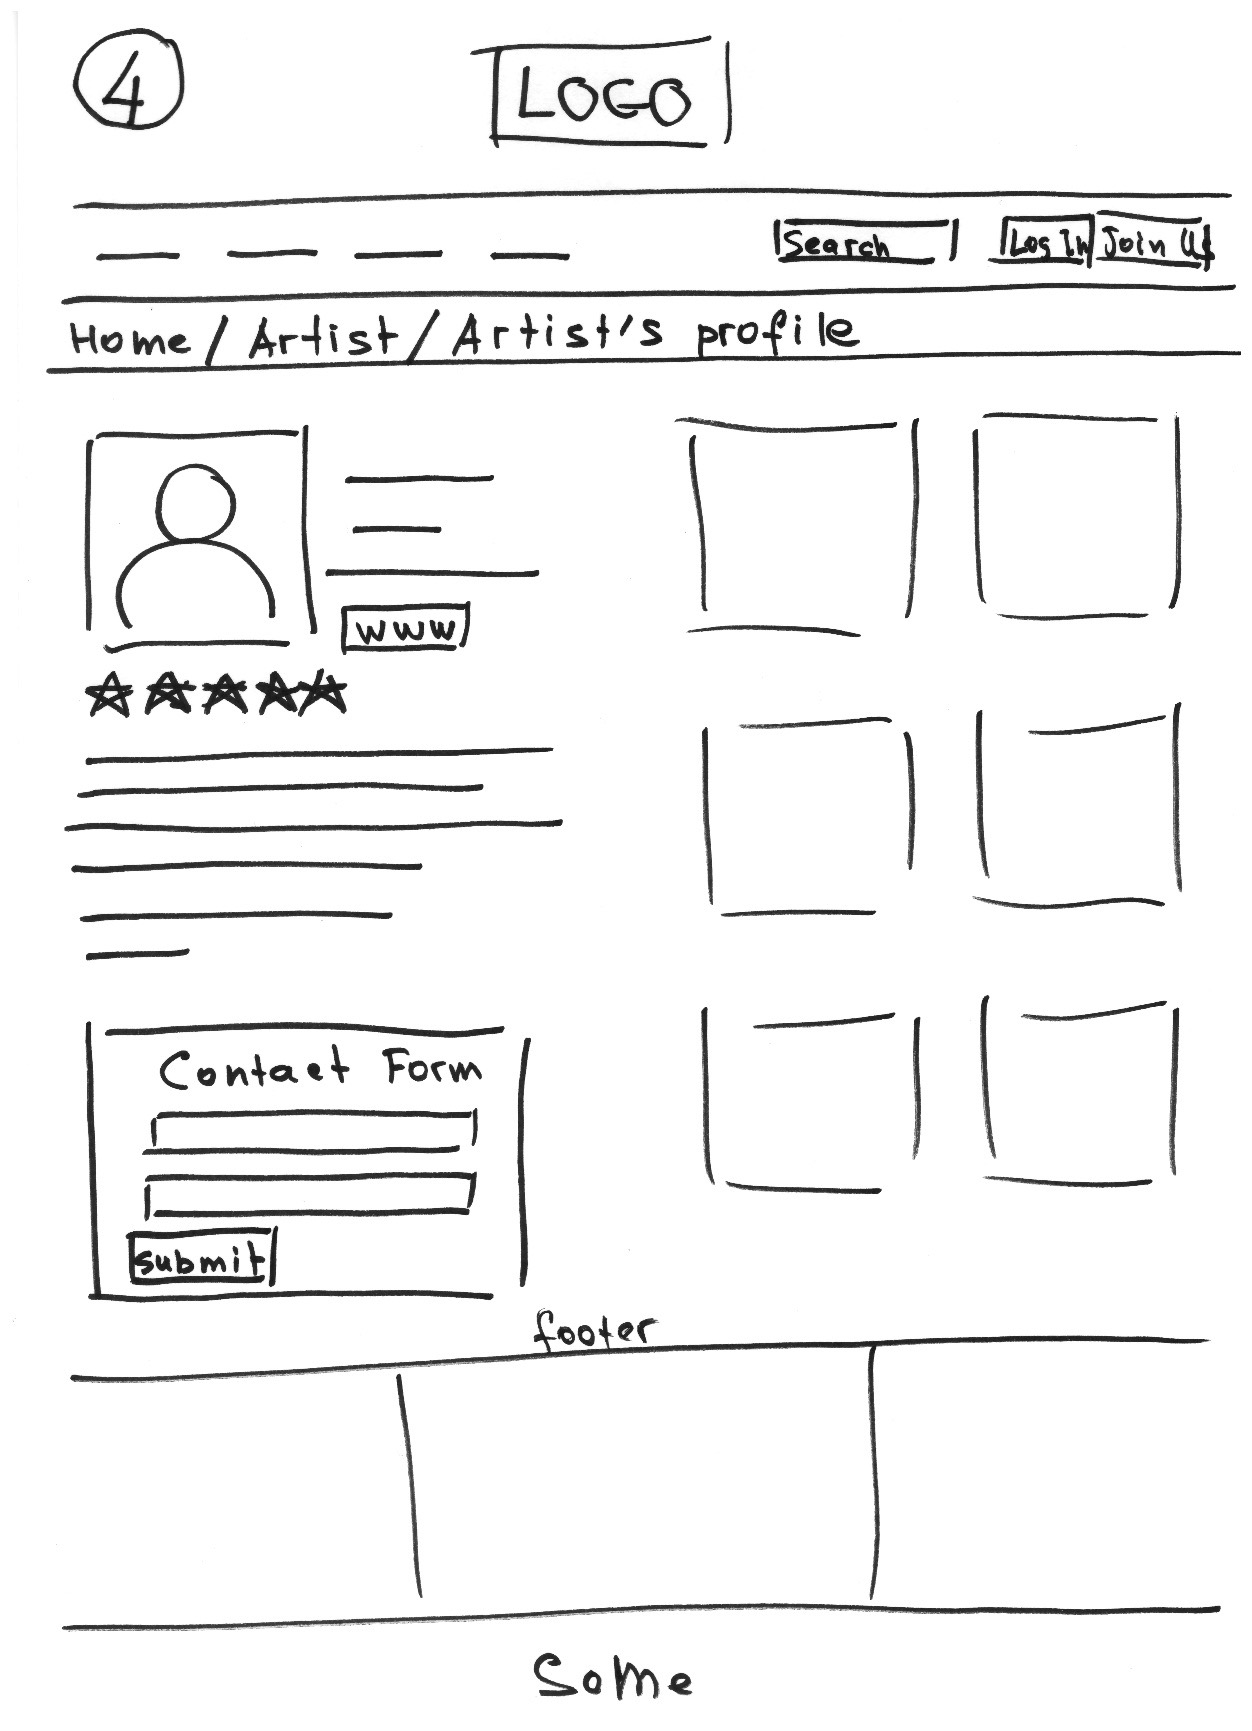 4
LOGO
Search Log In Join Us
Home / Artist / Artist's profile
www
Contact Form
submit
footer
SoMe